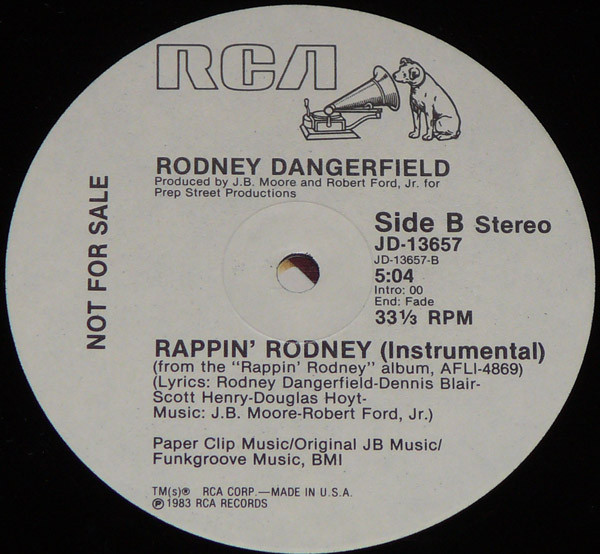 RCA
RODNEY DANGERFIELD
Produced by J.B. Moore and Robert Ford, Jr. for
Prep Street Productions
NOT FOR SALE
Side B Stereo
JD-13657
JD-13657-B
5:04
Intro: 00
End: Fade
33⅓ RPM
RAPPIN' RODNEY (Instrumental)
(from the "Rappin' Rodney" album, AFLI-4869)
(Lyrics: Rodney Dangerfield-Dennis Blair-
Scott Henry-Douglas Hoyt-
Music: J.B. Moore-Robert Ford, Jr.)
Paper Clip Music/Original JB Music/
Funkgroove Music, BMI
TM(s)® RCA CORP.—MADE IN U.S.A.
℗ 1983 RCA RECORDS